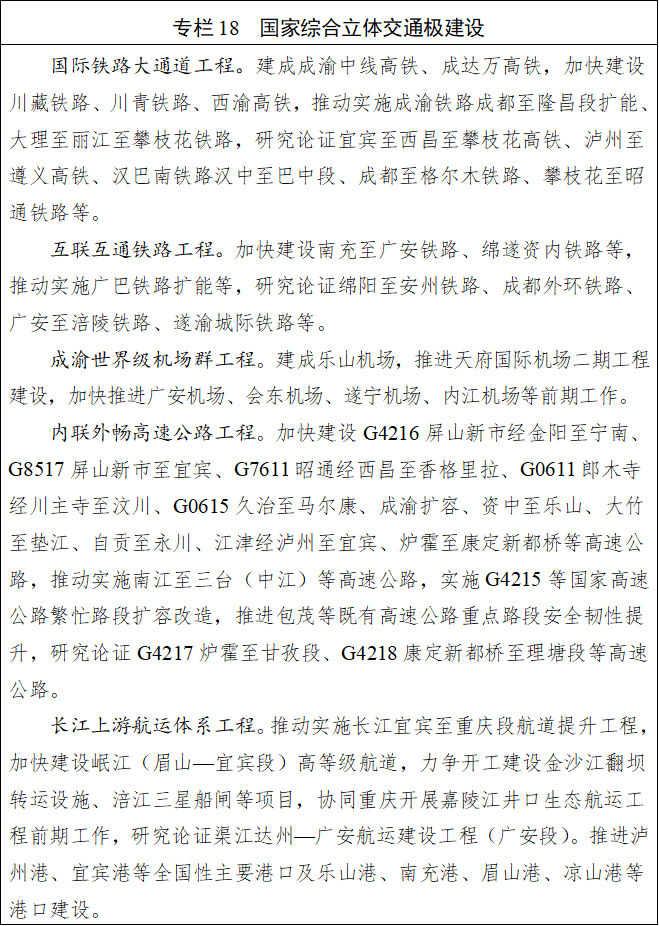 专栏 18　国家综合立体交通极建设
国际铁路大通道工程。建成成渝中线高铁、成达万高铁，加快建设
川藏铁路、川青铁路、西渝高铁，推动实施成渝铁路成都至隆昌段扩能、
大理至丽江至攀枝花铁路，研究论证宜宾至西昌至攀枝花高铁、泸州至
遵义高铁、汉巴南铁路汉中至巴中段、成都至格尔木铁路、攀枝花至昭
通铁路等。
互联互通铁路工程。加快建设南充至广安铁路、绵遂资内铁路等，
推动实施广巴铁路扩能等，研究论证绵阳至安州铁路、成都外环铁路、
广安至涪陵铁路、遂渝城际铁路等。
成渝世界级机场群工程。建成乐山机场，推进天府国际机场二期工程
建设，加快推进广安机场、会东机场、遂宁机场、内江机场等前期工作。
内联外畅高速公路工程。加快建设 G4216 屏山新市经金阳至宁南、
G8517 屏山新市至宜宾、G7611 昭通经西昌至香格里拉、G0611 郎木寺
经川主寺至汶川、G0615 久治至马尔康、成渝扩容、资中至乐山、大竹
至垫江、自贡至永川、江津经泸州至宜宾、炉霍至康定新都桥等高速公
路，推动实施南江至三台（中江）等高速公路，实施 G4215 等国家高速
公路繁忙路段扩容改造，推进包茂等既有高速公路重点路段安全韧性提
升，研究论证 G4217 炉霍至甘孜段、G4218 康定新都桥至理塘段等高速
公路。
长江上游航运体系工程。推动实施长江宜宾至重庆段航道提升工程，
加快建设岷江（眉山—宜宾段）高等级航道，力争开工建设金沙江翻坝
转运设施、涪江三星船闸等项目，协同重庆开展嘉陵江井口生态航运工
程前期工作，研究论证渠江达州—广安航运建设工程（广安段）。推进泸
州港、宜宾港等全国性主要港口及乐山港、南充港、眉山港、凉山港等
港口建设。